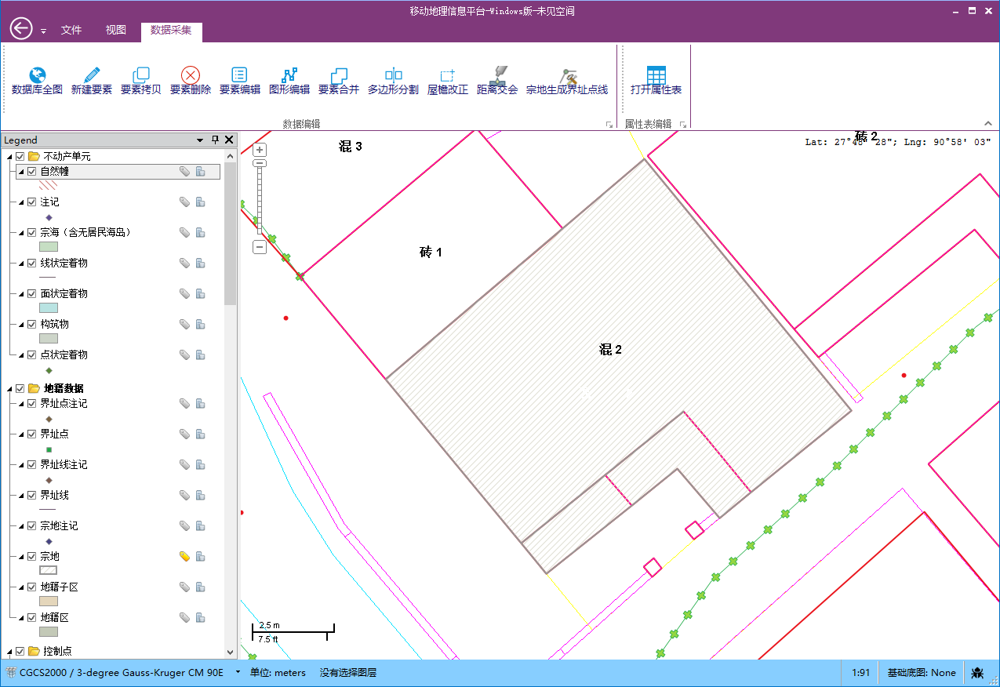 移动地理信息平台-Windows版-未见空间
文件 视图 数据采集
数据库全图 新建要素 要素拷贝 要素删除 要素编辑 图形编辑 要素合并 多边形分割 屋檐改正 距离交会 宗地生成界址点线 打开属性表
数据编辑 属性表编辑
Legend
不动产单元
自然幢
注记
宗海（含无居民海岛）
线状定着物
面状定着物
构筑物
点状定着物
地籍数据
界址点注记
界址点
界址线注记
界址线
宗地注记
宗地
地籍子区
地籍区
控制点
混 3
砖 2
Lat: 27°48' 28"; Lng: 90°58' 03"
砖 1
混 2
2.5 m
7.5 ft
CGCS2000 / 3-degree Gauss-Kruger CM 90E 单位: meters 没有选择图层 1:91 基础底图: None